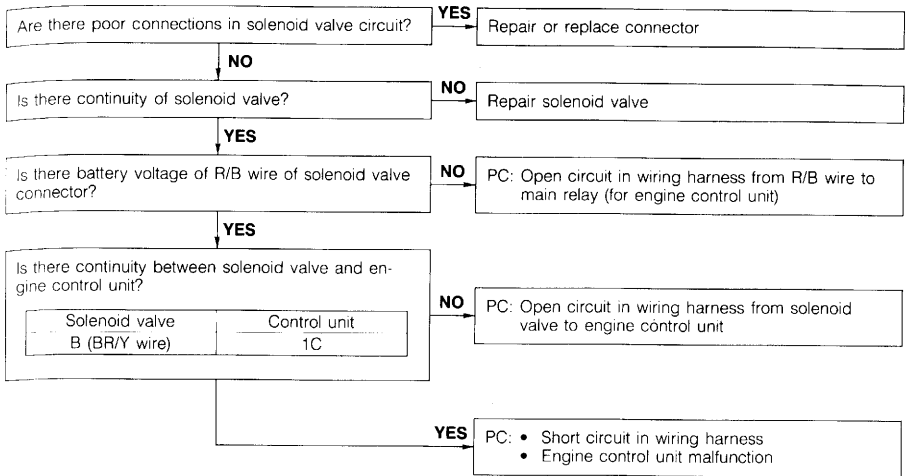 Are there poor connections in solenoid valve circuit?
YES
Repair or replace connector
NO
Is there continuity of solenoid valve?
NO
Repair solenoid valve
YES
Is there battery voltage of R/B wire of solenoid valve
connector?
NO
PC: Open circuit in wiring harness from R/B wire to
main relay (for engine control unit)
YES
Is there continuity between solenoid valve and en-
gine control unit?
Solenoid valve Control unit
B (BR/Y wire) 1C
NO
PC: Open circuit in wiring harness from solenoid
valve to engine control unit
YES
PC: • Short circuit in wiring harness
• Engine control unit malfunction